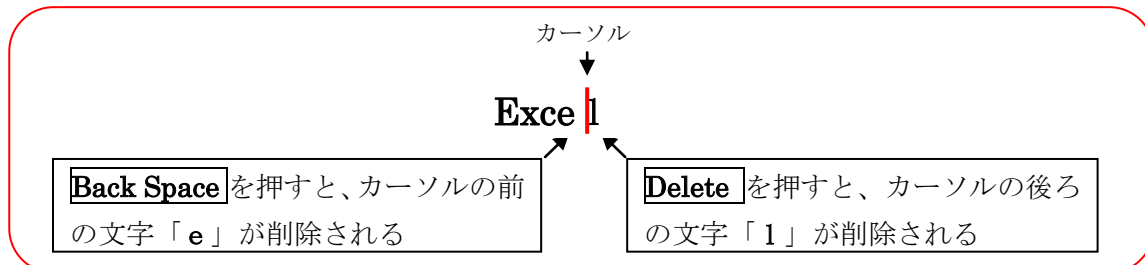 カーソル
Exce l
Back Space を押すと、カーソルの前
の文字「 e 」が削除される
Delete を押すと、カーソルの後ろ
の文字「 l 」が削除される